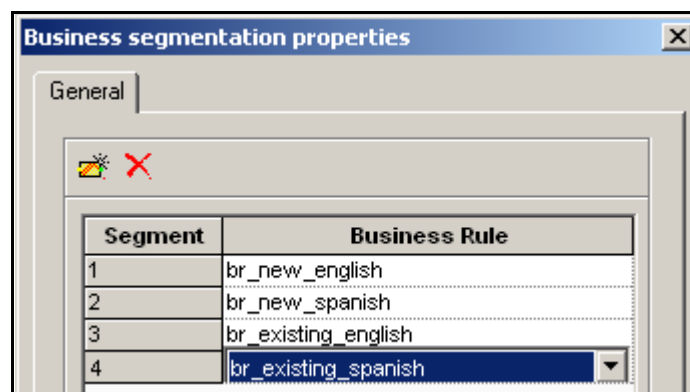 Business segmentation properties
General
Segment Business Rule
1 br_new_english
2 br_new_spanish
3 br_existing_english
4 br_existing_spanish